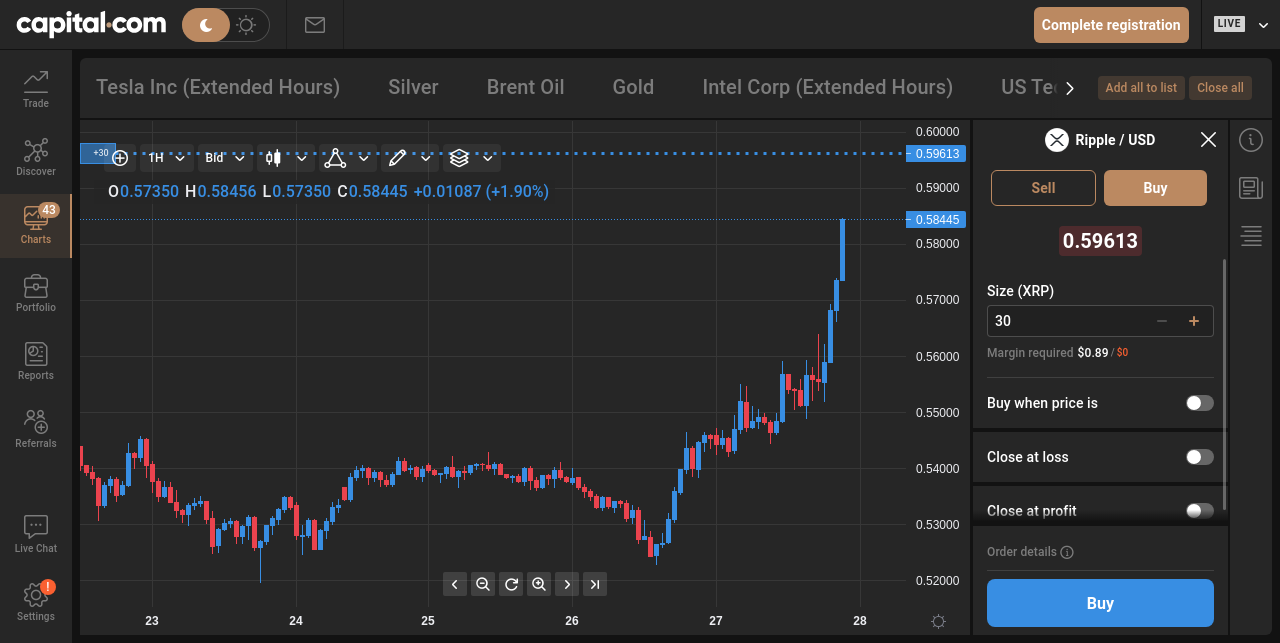 capital.com
Complete registration
LIVE
Trade
Discover
43
Charts
Portfolio
Reports
Referrals
Live Chat
!
Settings
Tesla Inc (Extended Hours) Silver Brent Oil Gold Intel Corp (Extended Hours) US Tec
Add all to list Close all
+30 1H Bid
O0.57350 H0.58456 L0.57350 C0.58445 +0.01087 (+1.90%)
0.60000
0.59613
0.59000
0.58445
0.58000
0.57000
0.56000
0.55000
0.54000
0.53000
0.52000
23 24 25 26 27 28
Ripple / USD
Sell Buy
0.59613
Size (XRP)
30
Margin required $0.89 / $0
Buy when price is
Close at loss
Close at profit
Order details
Buy